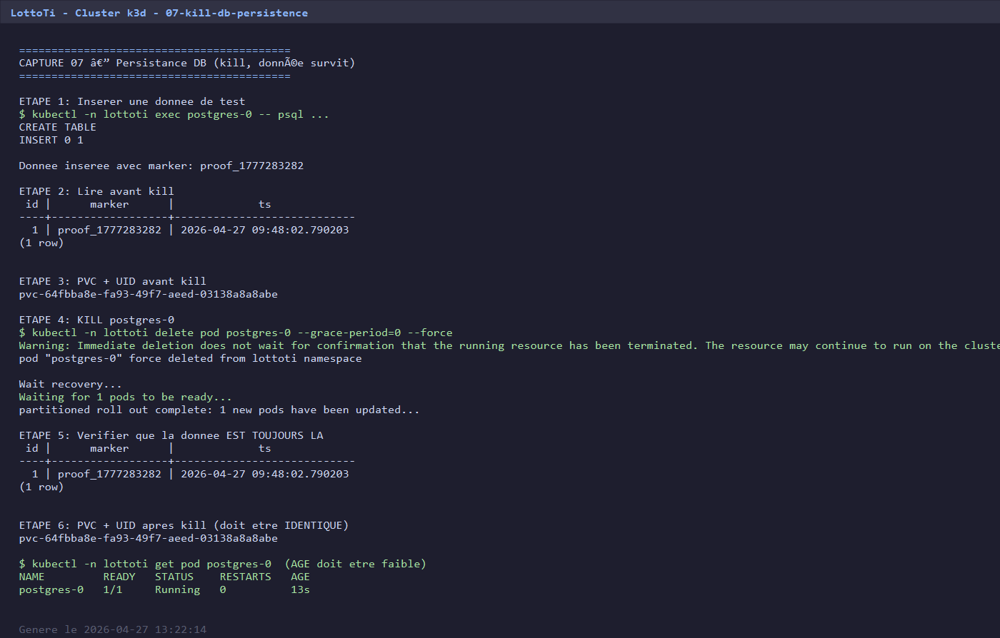 LottoTi - Cluster k3d - 07-kill-db-persistence
==========================================
CAPTURE 07 â€” Persistance DB (kill, donnÃ©e survit)
==========================================
ETAPE 1: Inserer une donnee de test
$ kubectl -n lottoti exec postgres-0 -- psql ...
CREATE TABLE
INSERT 0 1
Donnee inseree avec marker: proof_1777283282
ETAPE 2: Lire avant kill
 id |      marker      |             ts
----+------------------+----------------------------
  1 | proof_1777283282 | 2026-04-27 09:48:02.790203
(1 row)
ETAPE 3: PVC + UID avant kill
pvc-64fbba8e-fa93-49f7-aeed-03138a8a8abe
ETAPE 4: KILL postgres-0
$ kubectl -n lottoti delete pod postgres-0 --grace-period=0 --force
Warning: Immediate deletion does not wait for confirmation that the running resource has been terminated. The resource may continue to run on the cluste
pod "postgres-0" force deleted from lottoti namespace
Wait recovery...
Waiting for 1 pods to be ready...
partitioned roll out complete: 1 new pods have been updated...
ETAPE 5: Verifier que la donnee EST TOUJOURS LA
 id |      marker      |             ts
----+------------------+----------------------------
  1 | proof_1777283282 | 2026-04-27 09:48:02.790203
(1 row)
ETAPE 6: PVC + UID apres kill (doit etre IDENTIQUE)
pvc-64fbba8e-fa93-49f7-aeed-03138a8a8abe
$ kubectl -n lottoti get pod postgres-0  (AGE doit etre faible)
NAME         READY   STATUS    RESTARTS   AGE
postgres-0   1/1     Running   0          13s
Genere le 2026-04-27 13:22:14